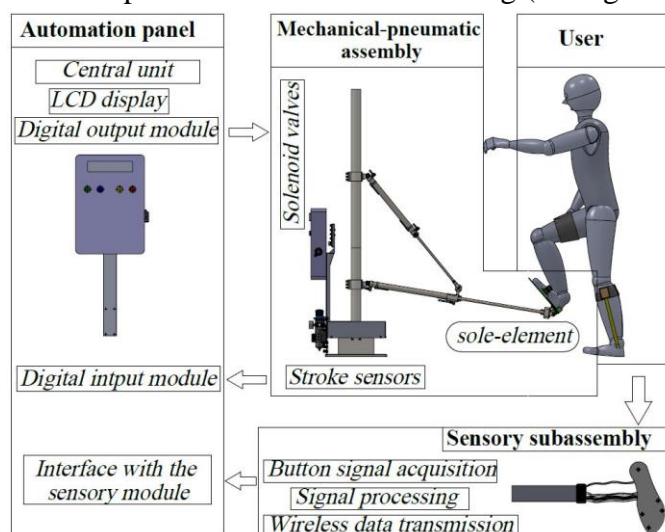 Automation panel
Central unit
LCD display
Digital output module
Digital intput module
Interface with the
sensory module
Mechanical-pneumatic
assembly
Solenoid valves
Stroke sensors
User
sole-element
Sensory subassembly
Button signal acquisition
Signal processing
Wireless data transmission